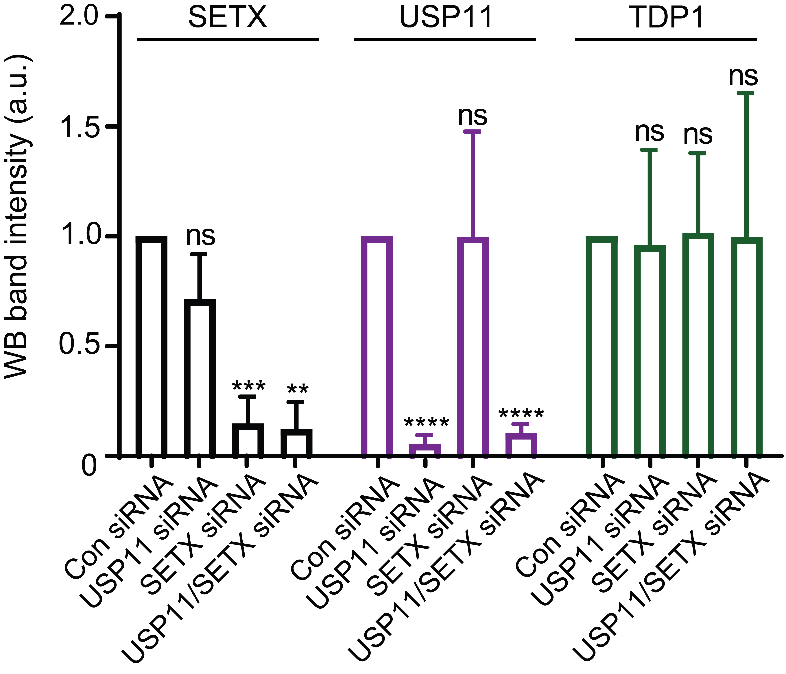 SETX
USP11
TDP1
WB band intensity (a.u.)
2.0
1.5
1.0
0.5
0
ns
***
**
****
ns
****
ns
ns
ns
Con siRNA
USP11 siRNA
SETX siRNA
USP11/SETX siRNA
Con siRNA
USP11 siRNA
SETX siRNA
USP11/SETX siRNA
Con siRNA
USP11 siRNA
SETX siRNA
USP11/SETX siRNA